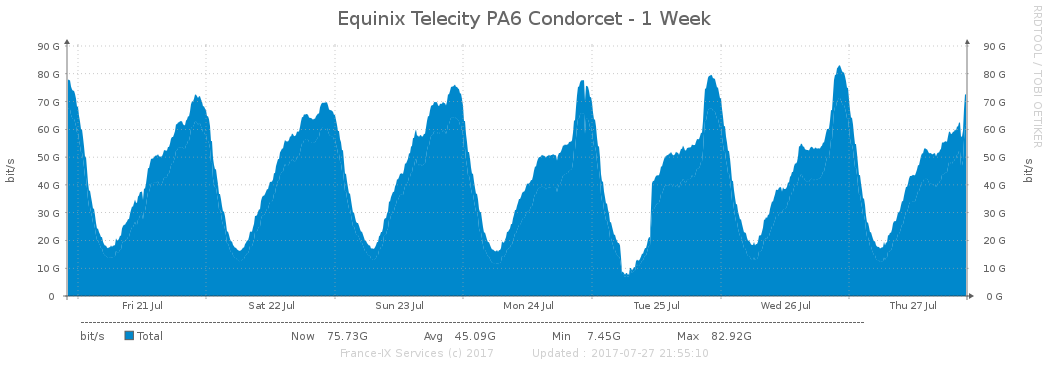 Equinix Telecity PA6 Condorcet - 1 Week
RRDTOOL / TOBI OETIKER
90 G 90 G
80 G 80 G
70 G 70 G
60 G 60 G
50 G 50 G
40 G 40 G
30 G 30 G
20 G 20 G
10 G 10 G
0 0 G
bit/s bit/s
Fri 21 Jul Sat 22 Jul Sun 23 Jul Mon 24 Jul Tue 25 Jul Wed 26 Jul Thu 27 Jul
bit/s Total Now 75.73G Avg 45.09G Min 7.45G Max 82.92G
France-IX Services (c) 2017 Updated : 2017-07-27 21:55:10